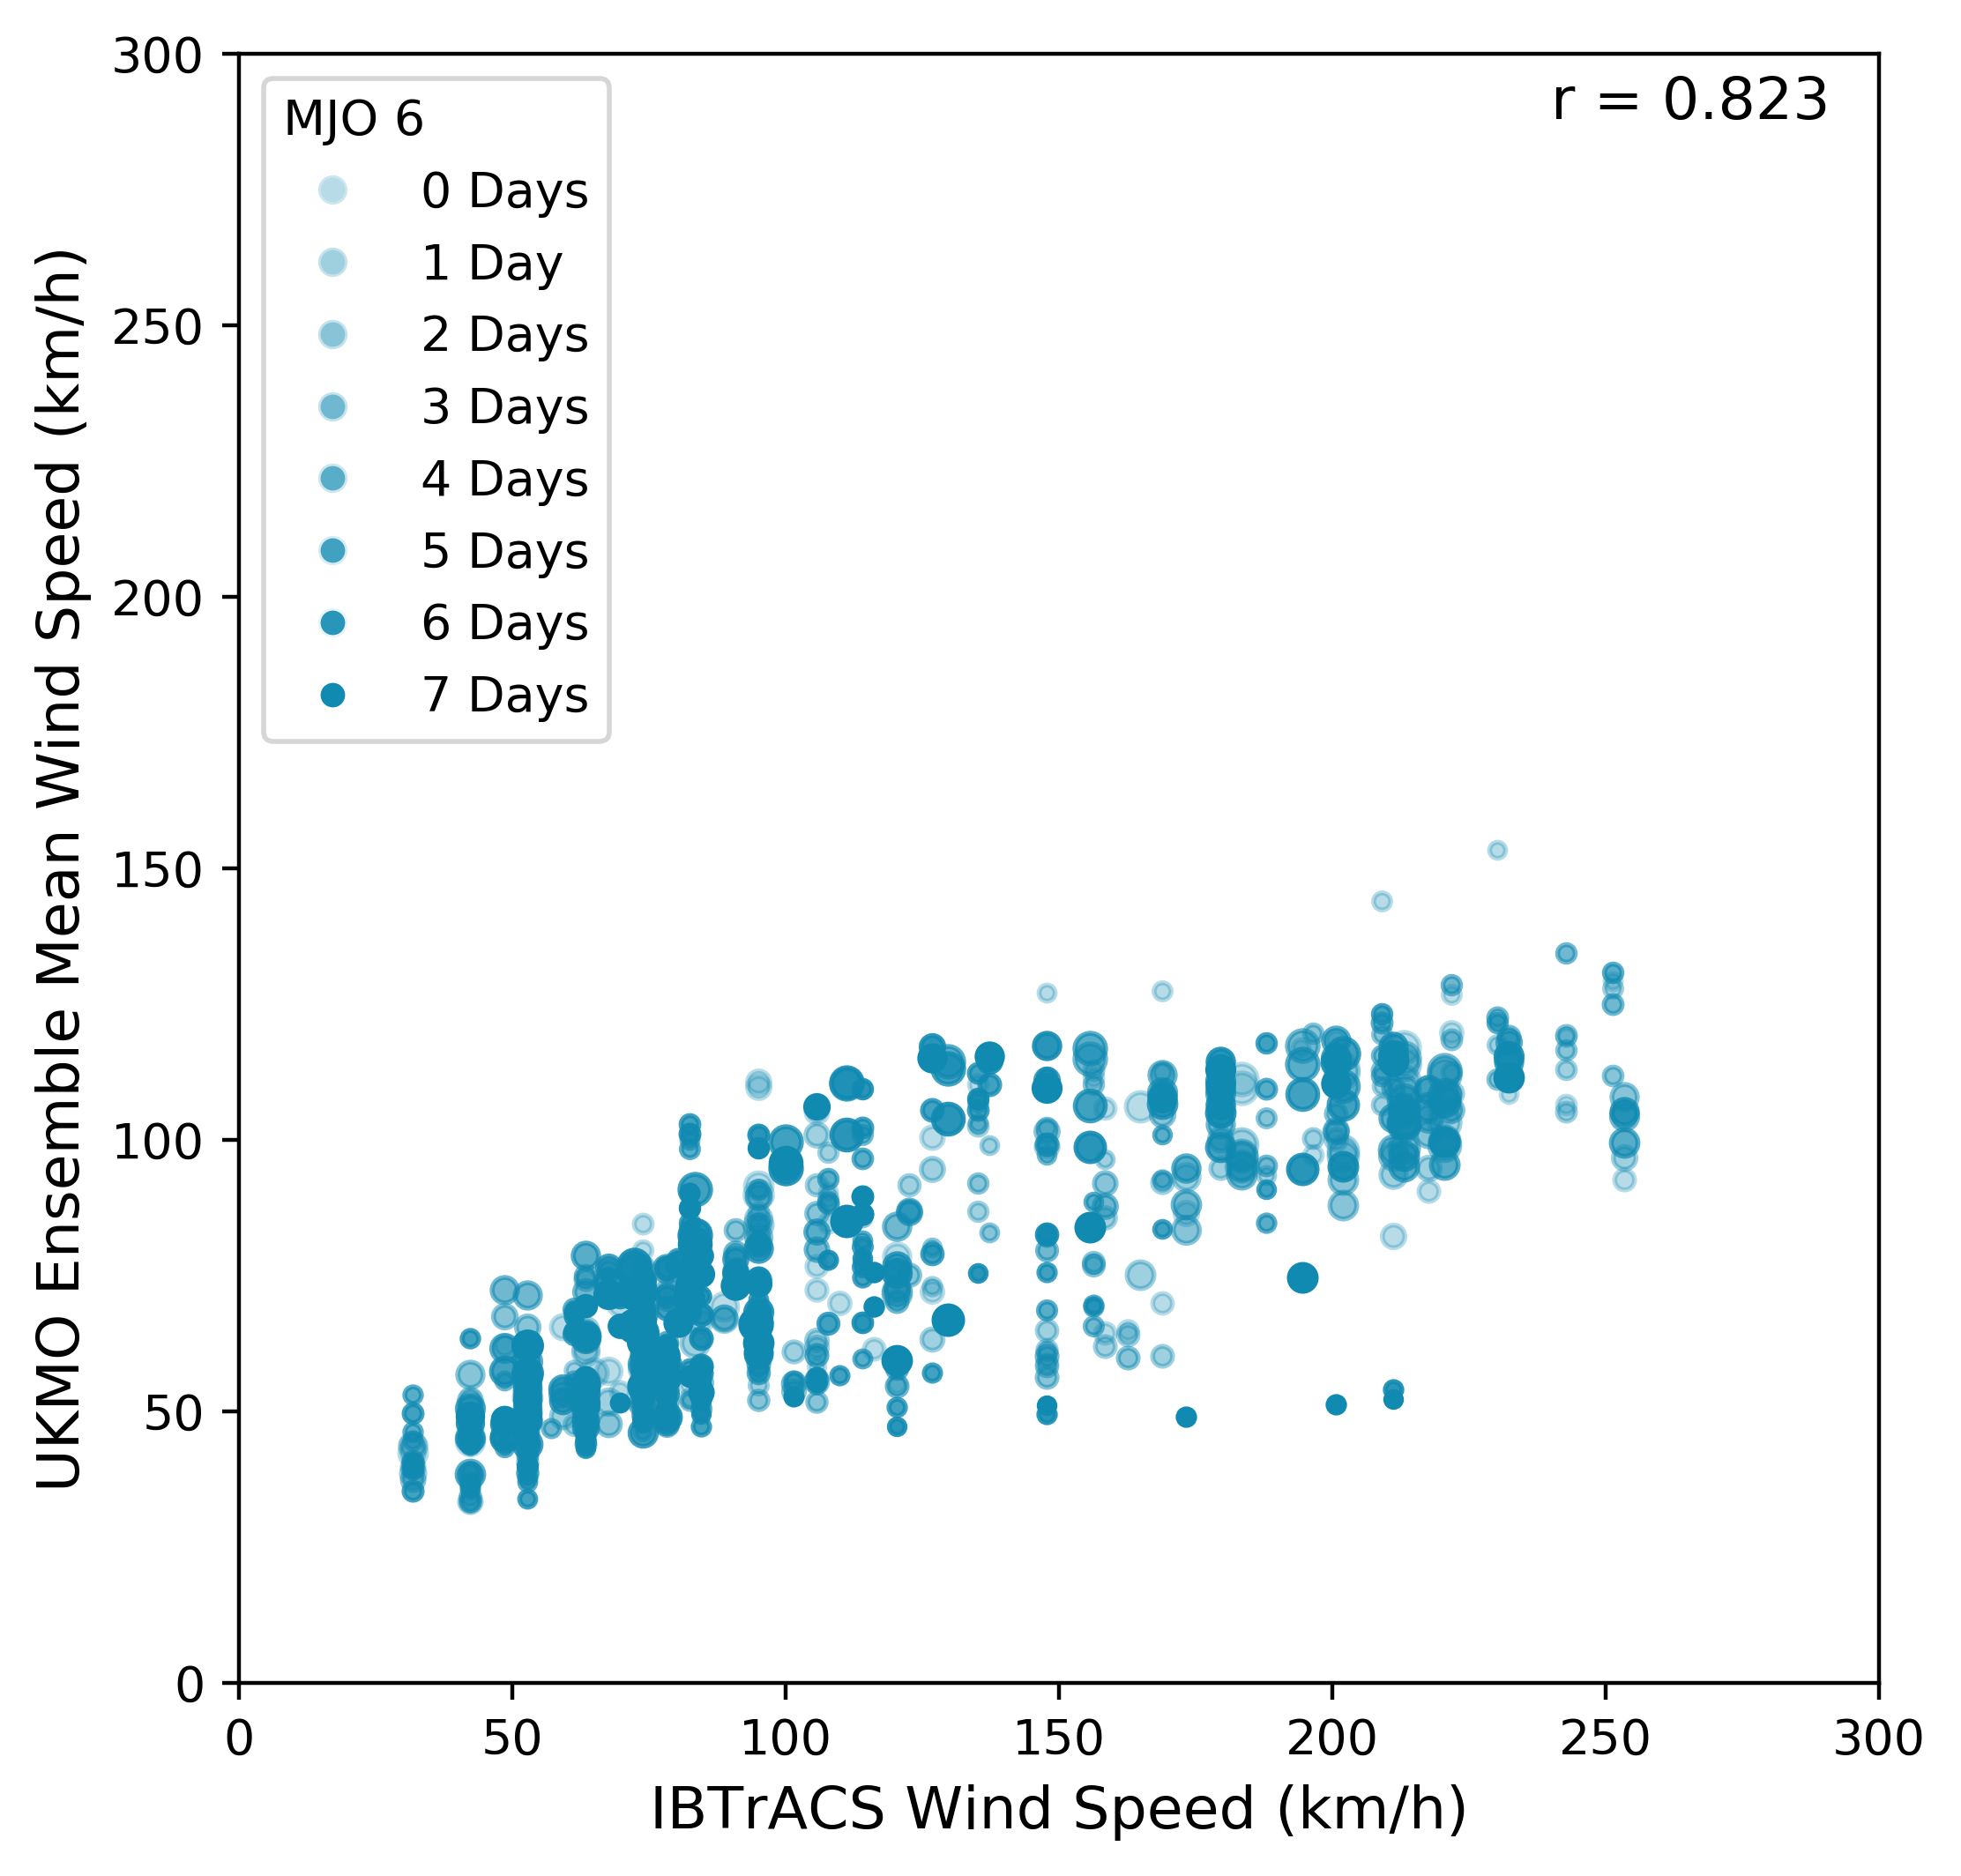 r = 0.823
MJO 6
0 Days
1 Day
2 Days
3 Days
4 Days
5 Days
6 Days
7 Days
UKMO Ensemble Mean Wind Speed (km/h)
300
250
200
150
100
50
0
0 50 100 150 200 250 300
IBTrACS Wind Speed (km/h)